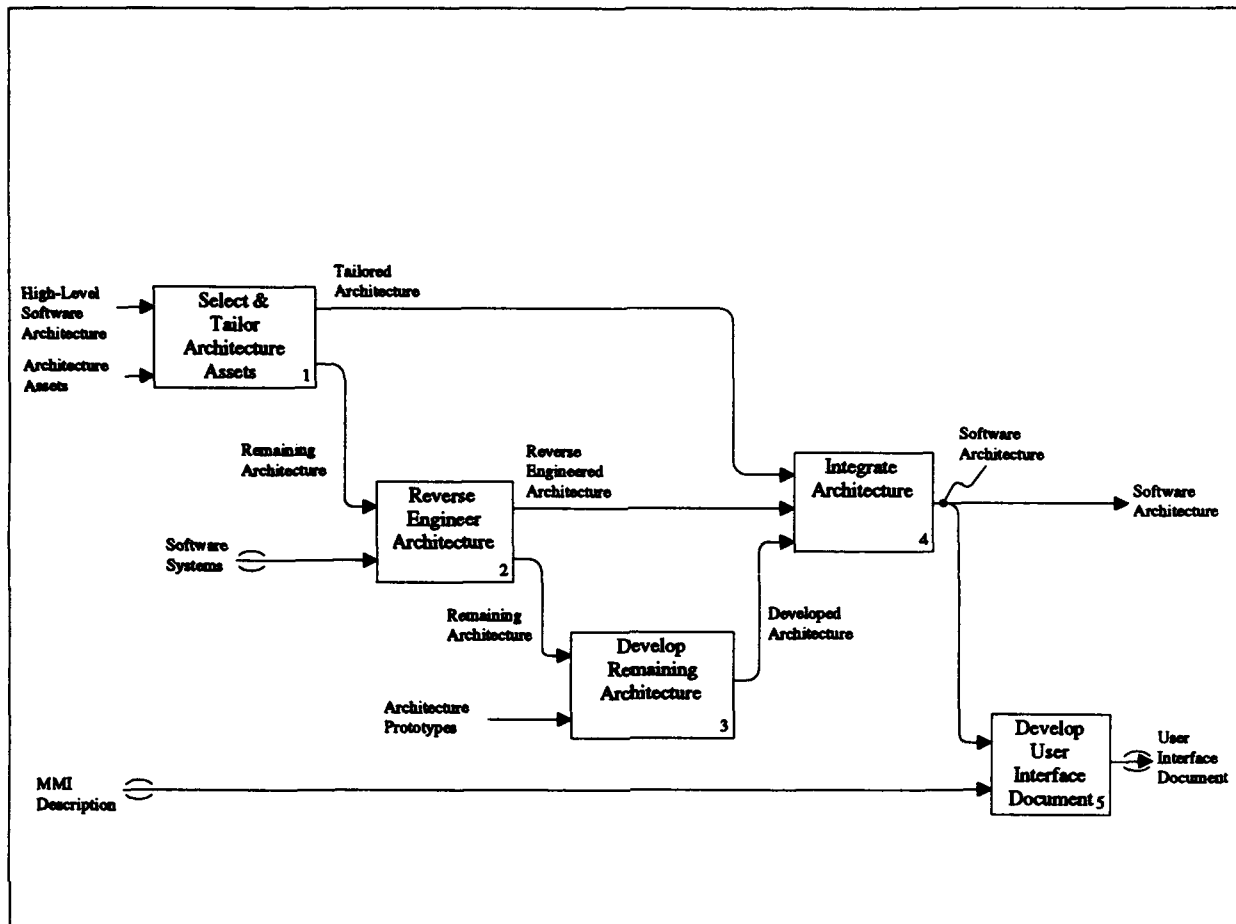 Tailored
Architecture
High-Level
Software
Architecture
Architecture
Assets
Select &
Tailor
Architecture
Assets
1
Remaining
Architecture
Reverse
Engineered
Architecture
Software
Architecture
Integrate
Architecture
4
Software
Architecture
Reverse
Engineer
Architecture
2
Software
Systems
Remaining
Architecture
Developed
Architecture
Develop
Remaining
Architecture
3
Architecture
Prototypes
Develop
User
Interface
Document 5
User
Interface
Document
MMI
Description